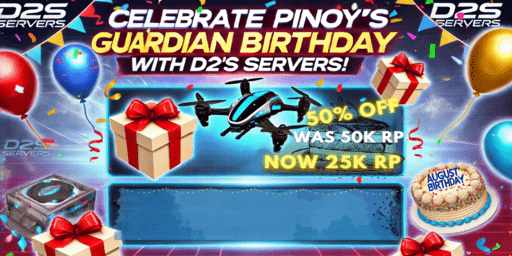 D2S
SERVERS
D2S
SERVERS
CELEBRATE PINOY'S
GUARDIAN BIRTHDAY
WITH D2'S SERVERS!
50% OFF
WAS 50K RP
NOW 25K RP
D2S
SERVERS
AUGUST
BIRTHDAY